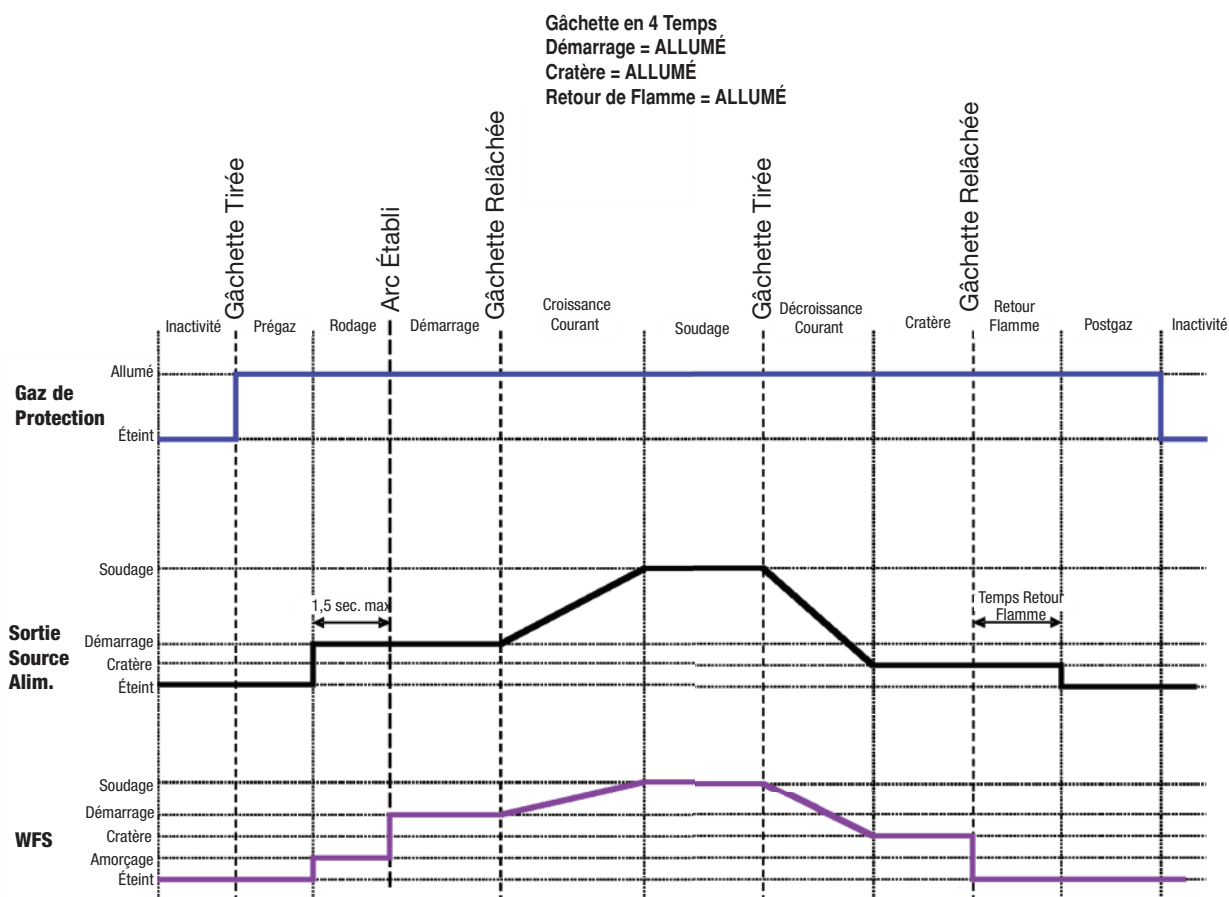 Gâchette en 4 Temps
Démarrage = ALLUMÉ
Cratère = ALLUMÉ
Retour de Flamme = ALLUMÉ
Gâchette Tirée
Arc Établi
Gâchette Relâchée
Gâchette Tirée
Gâchette Relâchée
Inactivité
Prégaz
Rodage
Démarrage
Croissance
Courant
Soudage
Décroissance
Courant
Cratère
Retour
Flamme
Postgaz
Inactivité
Gaz de
Protection
Allumé
Éteint
Sortie
Source
Alim.
Soudage
Démarrage
Cratère
Éteint
1,5 sec. max
Temps Retour
Flamme
WFS
Soudage
Démarrage
Cratère
Amorçage
Éteint